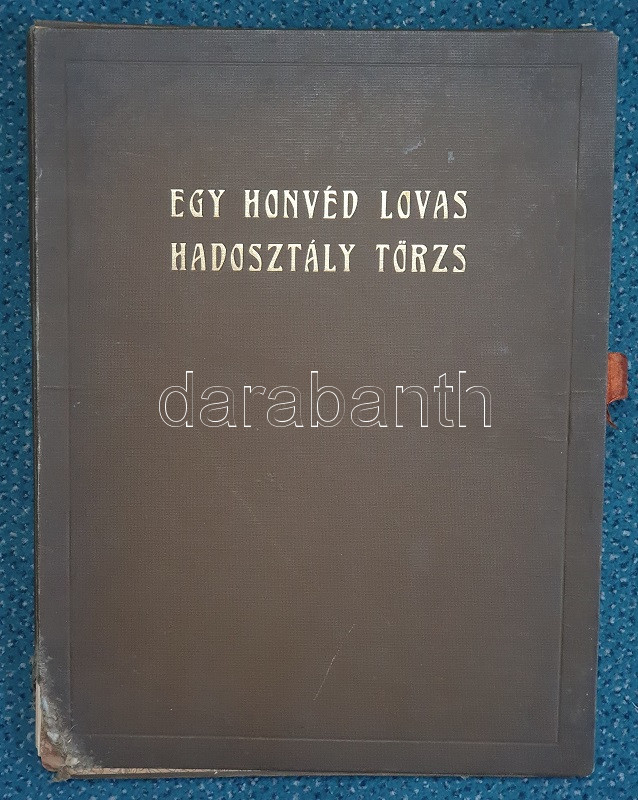 EGY HONVÉD LOVAS
HADOSZTÁLY TÖRZS
darabanth